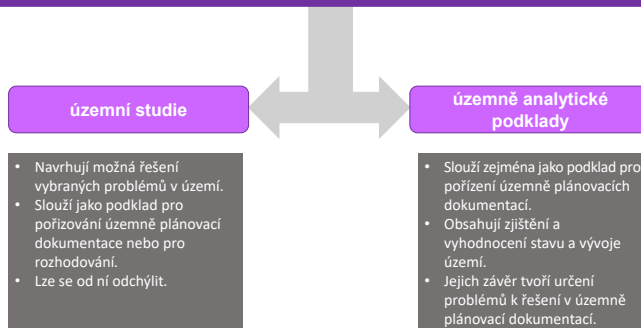 územní studie
• Navrhují možná řešení
vybraných problémů v území.
• Slouží jako podklad pro
pořizování územně plánovací
dokumentace nebo pro
rozhodování.
• Lze se od ní odchýlit.
územně analytické
podklady
• Slouží zejména jako podklad pro
pořízení územně plánovacích
dokumentací.
• Obsahují zjištění a
vyhodnocení stavu a vývoje
území.
• Jejich závěr tvoří určení
problémů k řešení v územně
plánovací dokumentací.